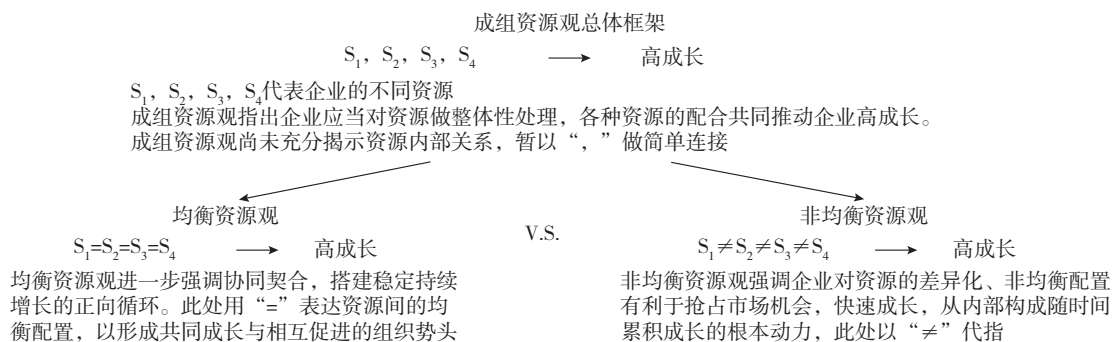 成组资源观总体框架
S₁，S₂，S₃，S₄ → 高成长
S₁，S₂，S₃，S₄代表企业的不同资源
成组资源观指出企业应当对资源做整体性处理，各种资源的配合共同推动企业高成长。
成组资源观尚未充分揭示资源内部关系，暂以“，”做简单连接
均衡资源观
S₁=S₂=S₃=S₄ → 高成长
均衡资源观进一步强调协同契合，搭建稳定持续
增长的正向循环。此处用“=”表达资源间的均
衡配置，以形成共同成长与相互促进的组织势头
V.S.
非均衡资源观
S₁≠S₂≠S₃≠S₄ → 高成长
非均衡资源观强调企业对资源的差异化、非均衡配置
有利于抢占市场机会，快速成长，从内部构成随时间
累积成长的根本动力，此处以“≠”代指